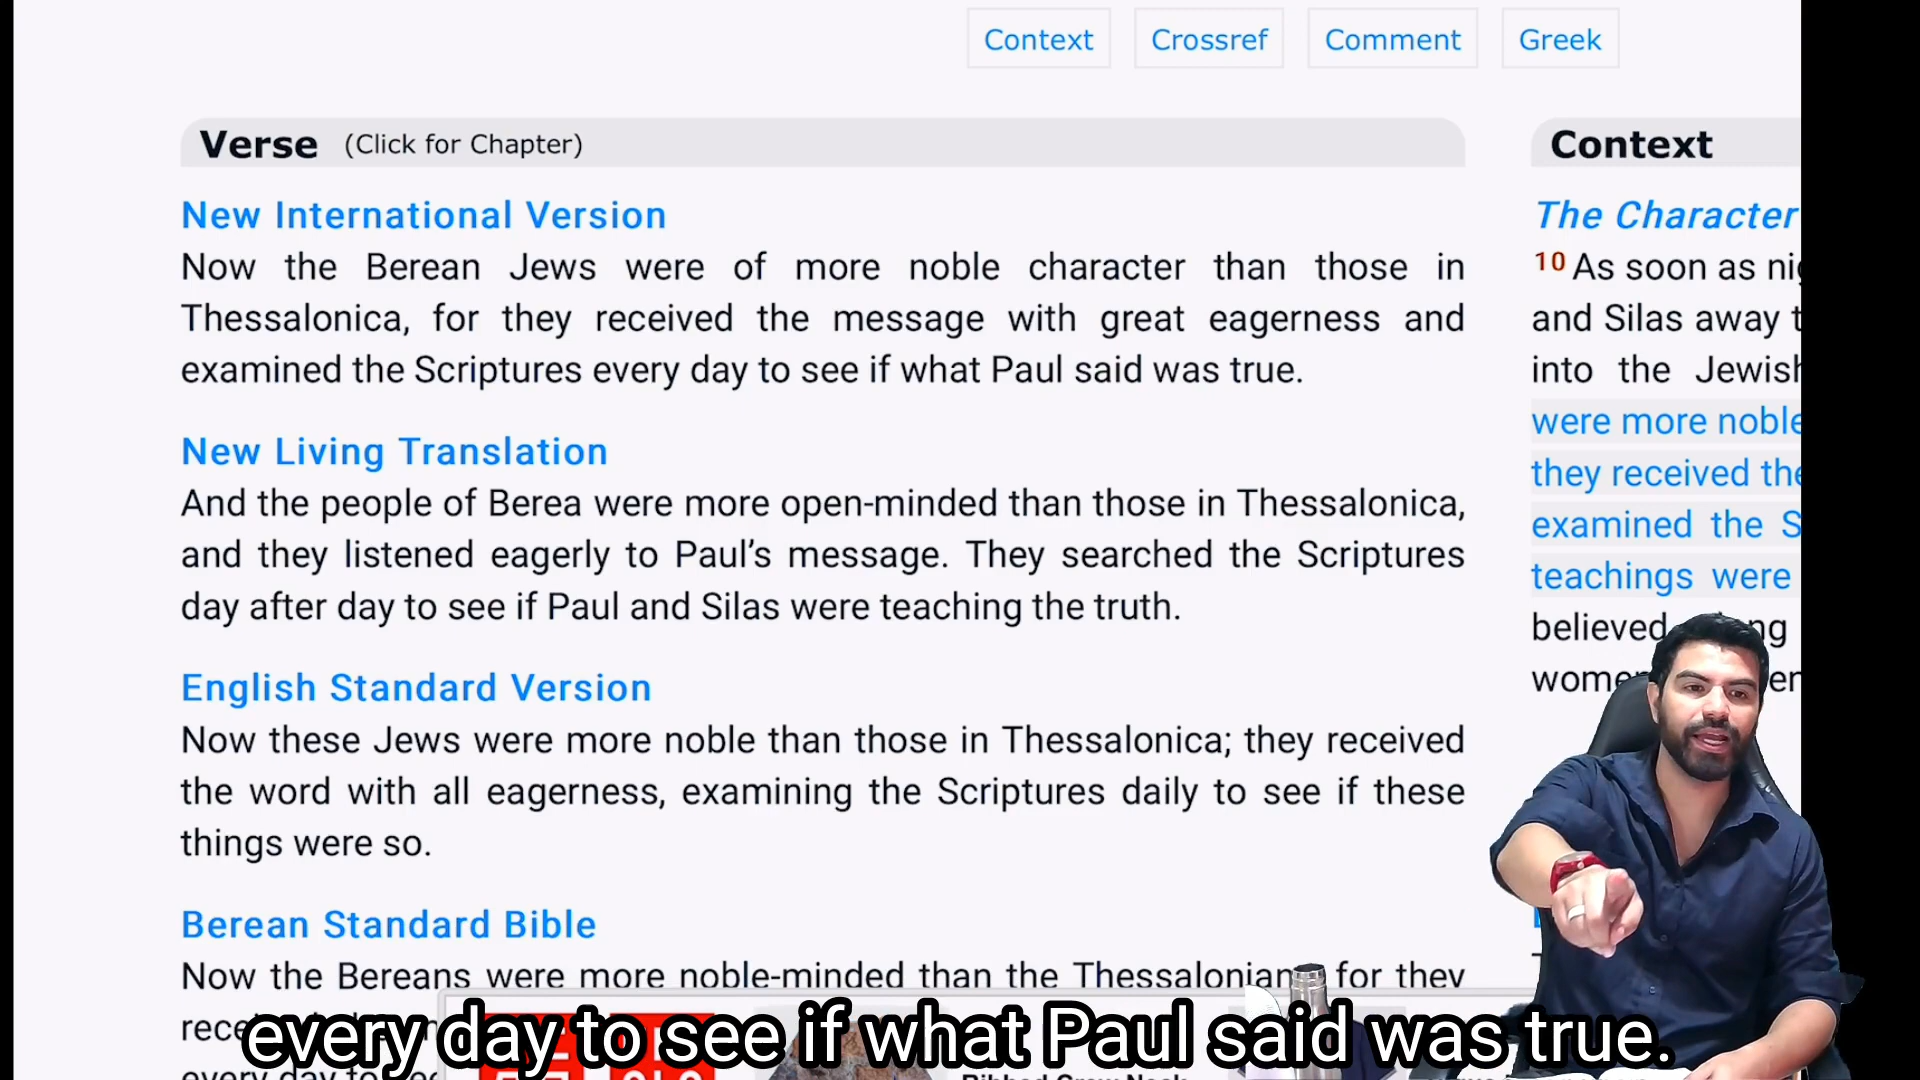 Context Crossref Comment Greek
Verse (Click for Chapter)
New International Version
Now the Berean Jews were of more noble character than those in
Thessalonica, for they received the message with great eagerness and
examined the Scriptures every day to see if what Paul said was true.
New Living Translation
And the people of Berea were more open-minded than those in Thessalonica,
and they listened eagerly to Paul’s message. They searched the Scriptures
day after day to see if Paul and Silas were teaching the truth.
English Standard Version
Now these Jews were more noble than those in Thessalonica; they received
the word with all eagerness, examining the Scriptures daily to see if these
things were so.
Berean Standard Bible
Now the Bereans were more noble-minded than the Thessalonians for they
Context
The Character
10 As soon as
and Silas away
into the Jewish
were more noble
they received the
examined the
teachings were
believed
every day to see if what Paul said was true.